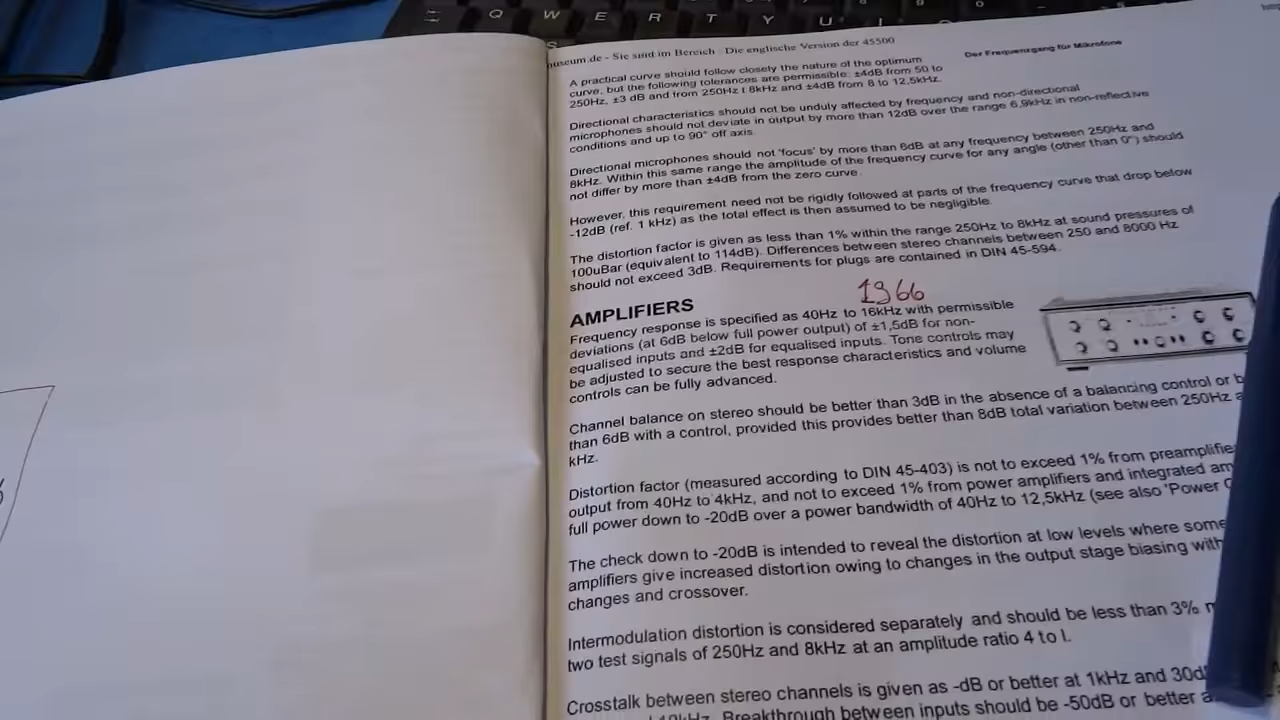 Q W E R T Y U
museum.de - Sie sind im Bereich Die englische Version der 45500
Der Frequenzgang für Mikrofone
A practical curve should follow closely the nature of the optimum
curve, but the following tolerances are permissible: ±4dB from 50 to
250Hz, ±3 dB and from 250Hz t 8kHz and ±4dB from 8 to 12,5kHz.
Directional characteristics should not be unduly affected by frequency and non-directional
microphones should not deviate in output by more than 12dB over the range 6,9kHz in non-reflective
conditions and up to 90° off axis.
Directional microphones should not 'focus' by more than 6dB at any frequency between 250Hz and
8kHz. Within this same range the amplitude of the frequency curve for any angle (other than 0°) should
not differ by more than ±4dB from the zero curve.
However, this requirement need not be rigidly followed at parts of the frequency curve that drop below
-12dB (ref. 1 kHz) as the total effect is then assumed to be negligible.
The distortion factor is given as less than 1% within the range 250Hz to 8kHz at sound pressures of
100uBar (equivalent to 114dB). Differences between stereo channels between 250 and 8000 Hz
should not exceed 3dB. Requirements for plugs are contained in DIN 45-594.
1966
AMPLIFIERS
Frequency response is specified as 40Hz to 16kHz with permissible
deviations (at 6dB below full power output) of ±1,5dB for non-
equalised inputs and ±2dB for equalised inputs. Tone controls may
be adjusted to secure the best response characteristics and volume
controls can be fully advanced.
Channel balance on stereo should be better than 3dB in the absence of a balancing control or b
than 6dB with a control, provided this provides better than 8dB total variation between 250Hz a
kHz.
Distortion factor (measured according to DIN 45-403) is not to exceed 1% from preamplifie
output from 40Hz to 4kHz, and not to exceed 1% from power amplifiers and integrated am
full power down to -20dB over a power bandwidth of 40Hz to 12,5kHz (see also 'Power
The check down to -20dB is intended to reveal the distortion at low levels where some
amplifiers give increased distortion owing to changes in the output stage biasing with
changes and crossover.
Intermodulation distortion is considered separately and should be less than 3%
two test signals of 250Hz and 8kHz at an amplitude ratio 4 to l.
Crosstalk between stereo channels is given as -dB or better at 1kHz and 30d
Breakthrough between inputs should be -50dB or better a